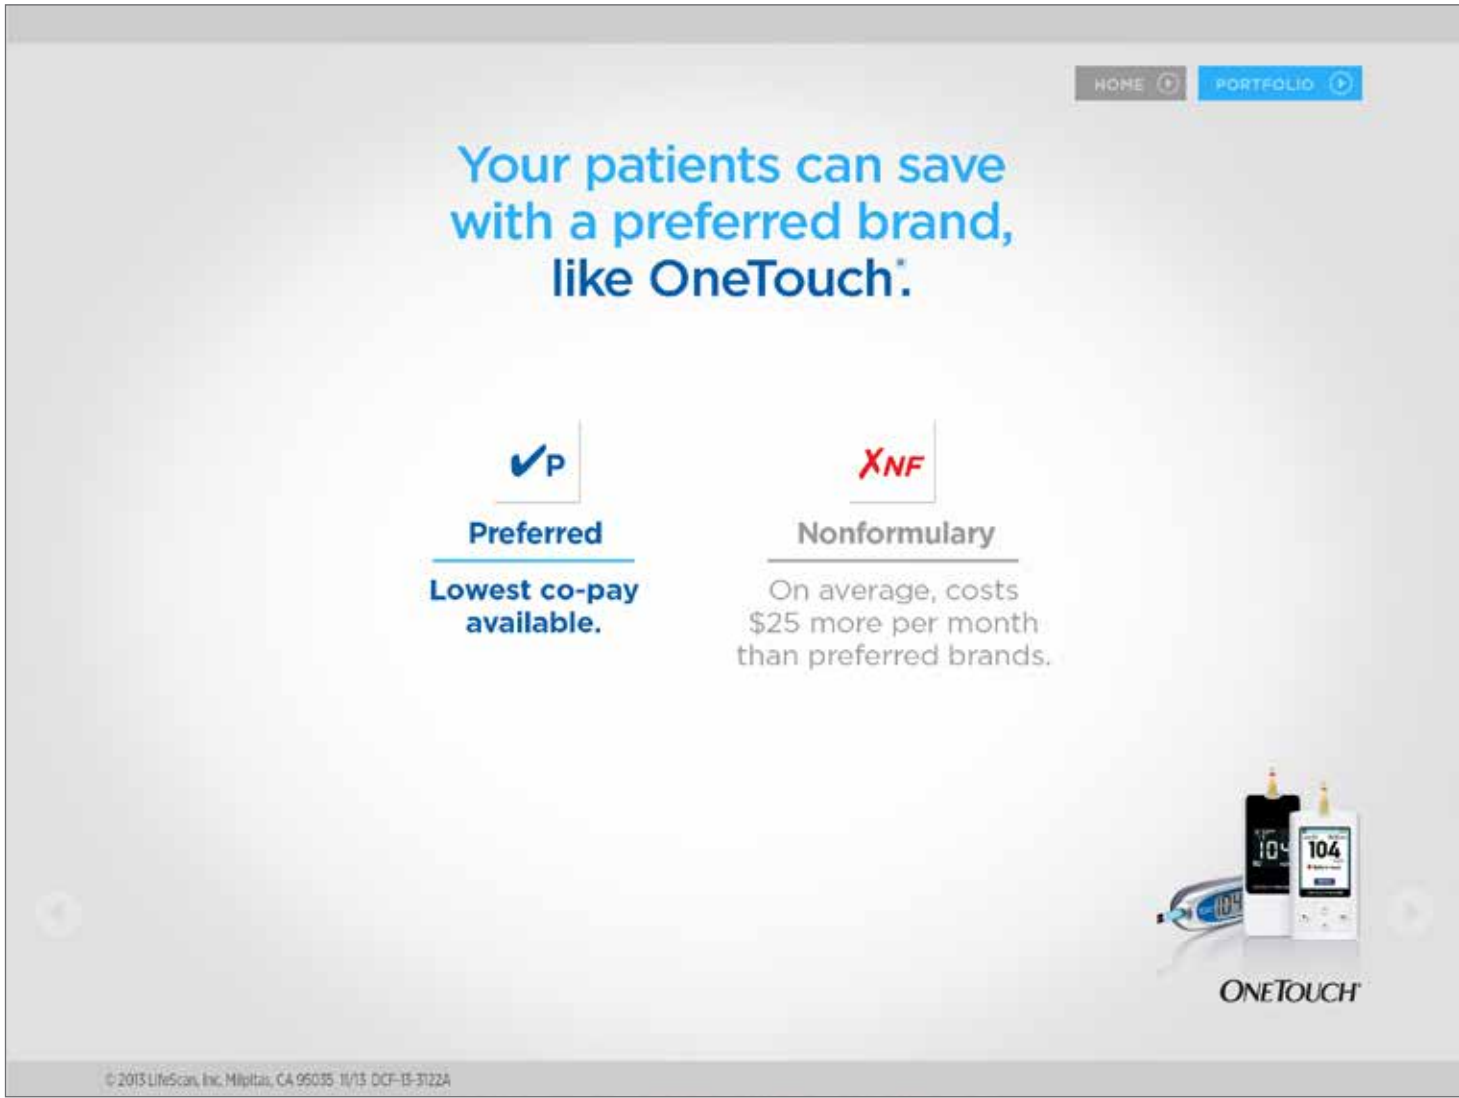 HOME
PORTFOLIO
Your patients can save
with a preferred brand,
like OneTouch®.
✔P
✗NF
Preferred
Nonformulary
Lowest co-pay
available.
On average, costs
$25 more per month
than preferred brands.
104
104
104
ONETOUCH®
© 2013 LifeScan, Inc. Milpitas, CA 95035 11/13 DCF-13-3122A